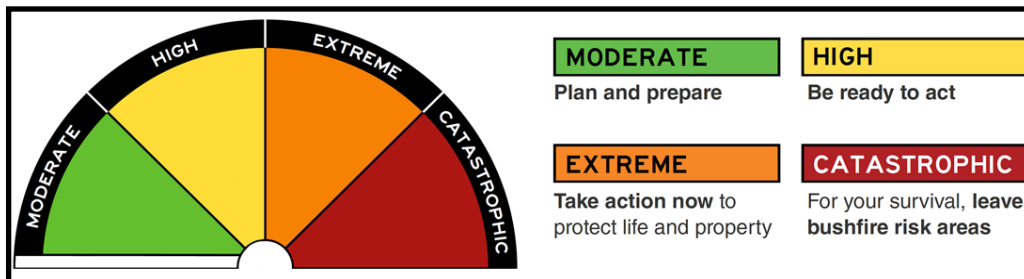 MODERATE
HIGH
EXTREME
CATASTROPHIC
MODERATE
Plan and prepare
HIGH
Be ready to act
EXTREME
Take action now to
protect life and property
CATASTROPHIC
For your survival, leave
bushfire risk areas